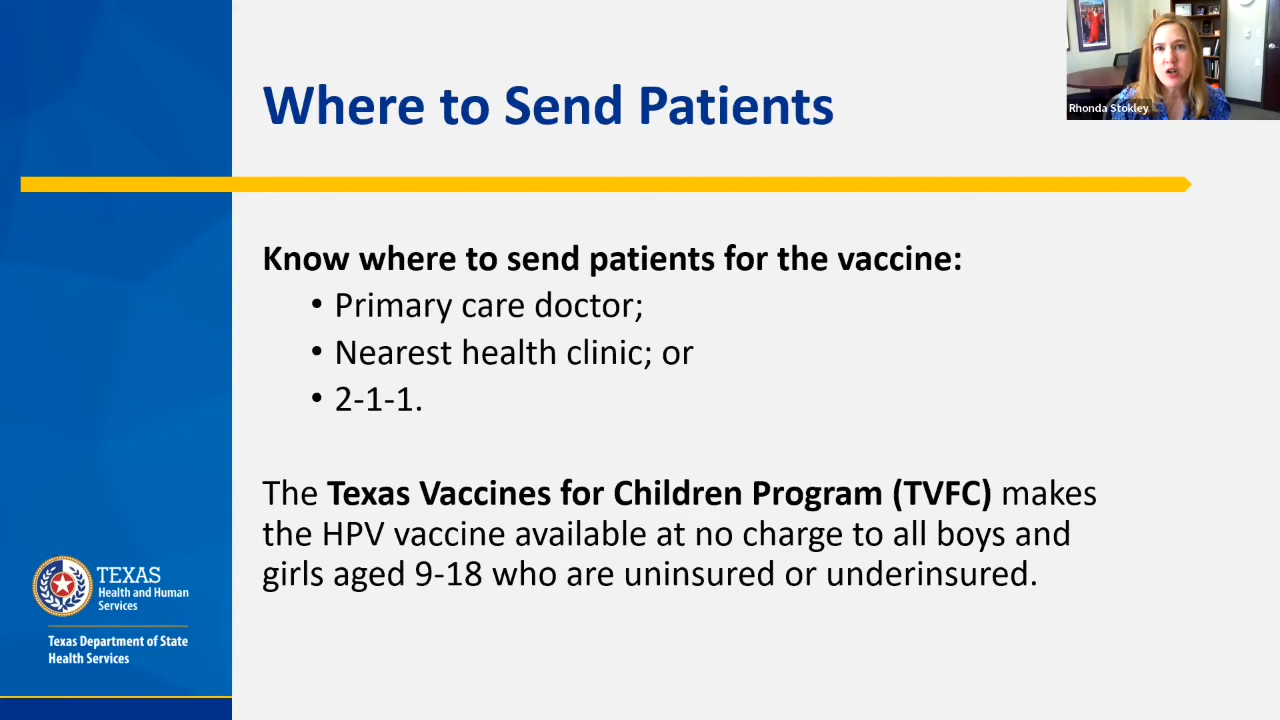 Where to Send Patients
Rhonda Stokley
Know where to send patients for the vaccine:
• Primary care doctor;
• Nearest health clinic; or
• 2-1-1.
The Texas Vaccines for Children Program (TVFC) makes
the HPV vaccine available at no charge to all boys and
girls aged 9-18 who are uninsured or underinsured.
TEXAS
Health and Human
Services
Texas Department of State
Health Services